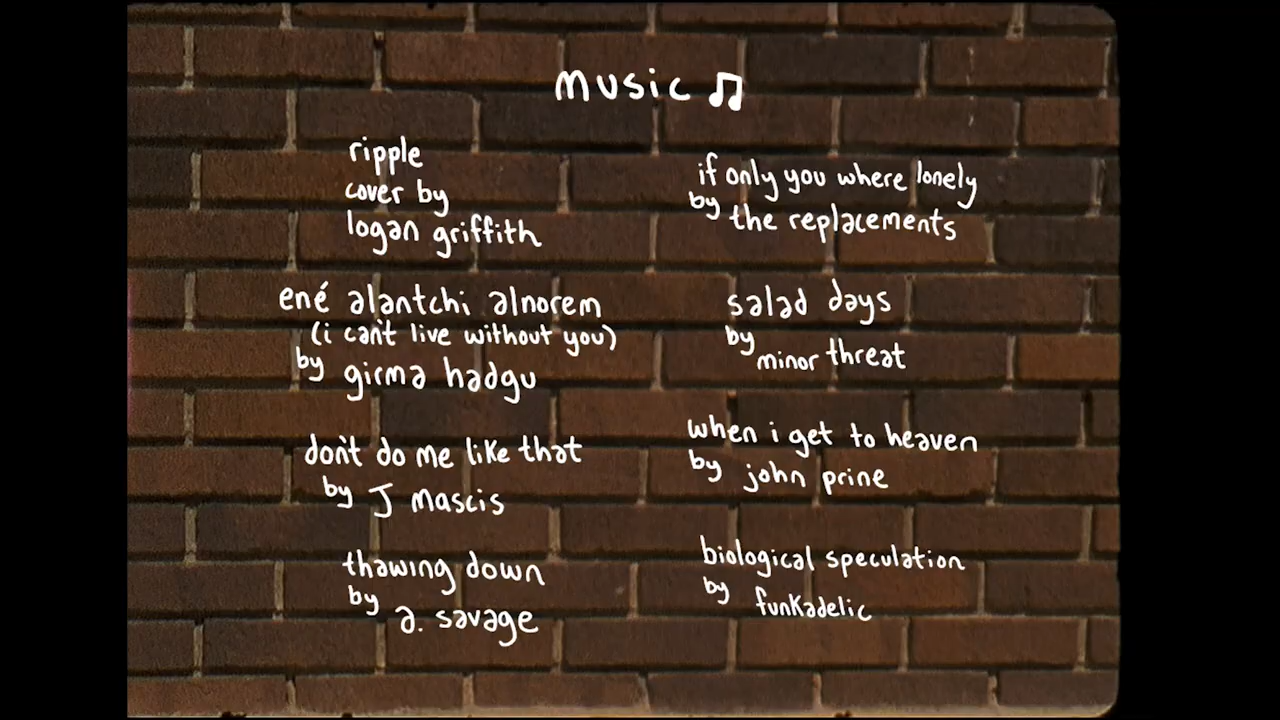 music ♫
ripple
cover by
logan griffith
ené alantchi alnorem
(i can't live without you)
by girma hadgu
don't do me like that
by J mascis
thawing down
by a. savage
if only you where lonely
by the replacements
salad days
by
minor threat
when i get to heaven
by john prine
biological speculation
by funkadelic